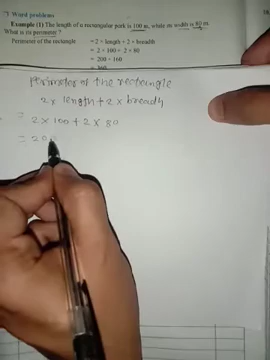 7. Word problems
Example (1) The length of a rectangular park is 100 m, while its width is 80 m.
What is its perimeter ?
Perimeter of the rectangle = 2 × length + 2 × breadth
= 2 × 100 + 2 × 80
= 200 + 160
= 360
Perimeter of the rectangle
2 × length + 2 × breadth
=
2 × 100 + 2 × 80
= 20